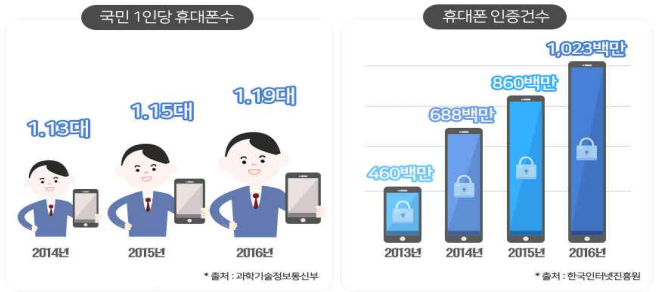 국민 1인당 휴대폰수
1.13대
1.15대
1.19대
2014년
2015년
2016년
* 출처 : 과학기술정보통신부
휴대폰 인증건수
460백만
688백만
860백만
1,023백만
2013년
2014년
2015년
2016년
* 출처 : 한국인터넷진흥원